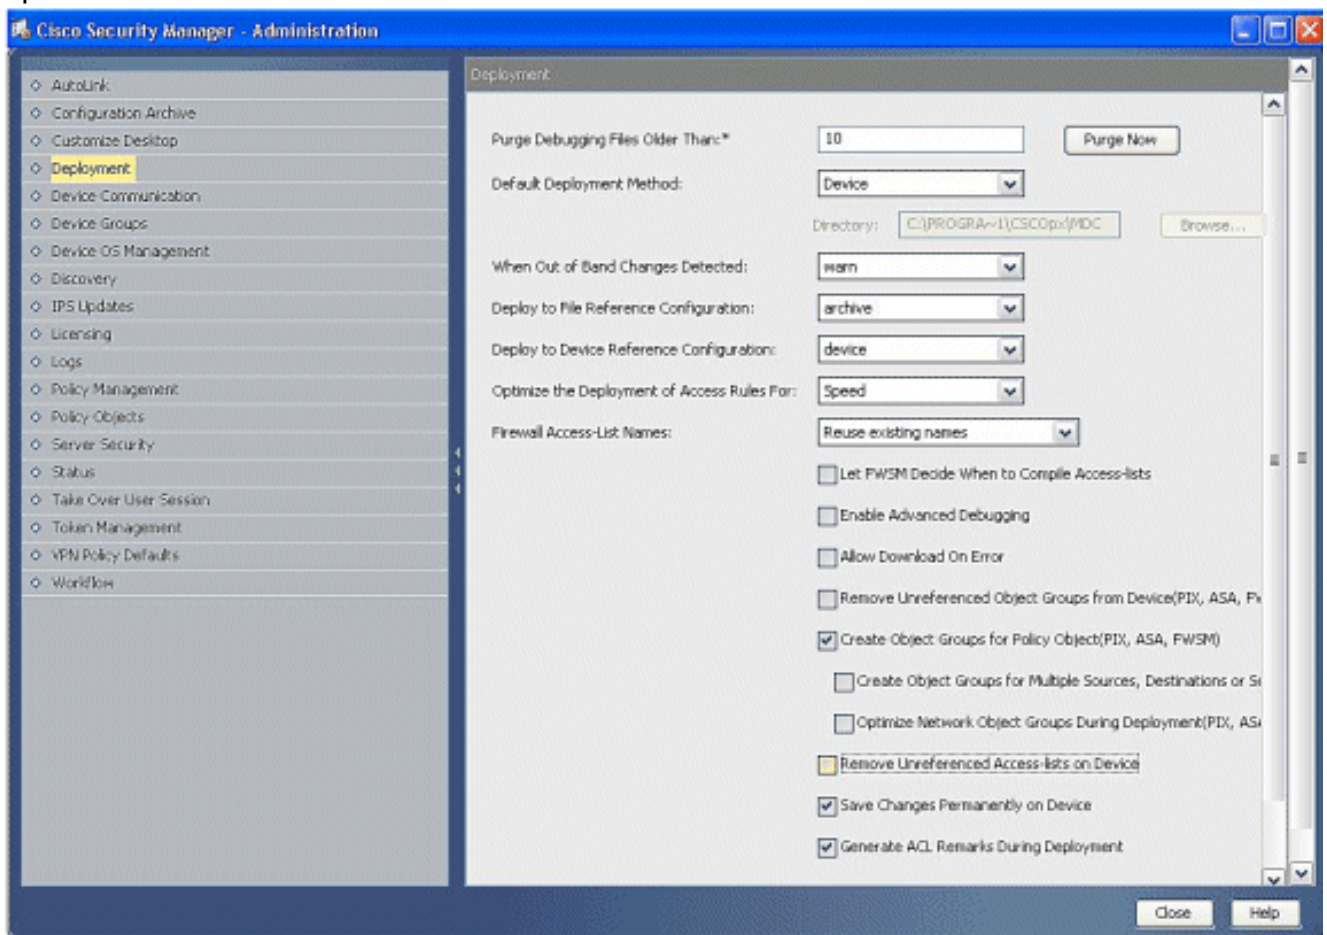 Cisco Security Manager - Administration
AutoLink
Configuration Archive
Customize Desktop
Deployment
Device Communication
Device Groups
Device OS Management
Discovery
IPS Updates
Licensing
Logs
Policy Management
Policy Objects
Server Security
Status
Take Over User Session
Token Management
VPN Policy Defaults
Workflow
Deployment
Purge Debugging Files Older Than:* 10 Purge Now
Default Deployment Method: Device
Directory: C:\PROGRA~1\CSCOpx\MDC Browse...
When Out of Band Changes Detected: warn
Deploy to File Reference Configuration: archive
Deploy to Device Reference Configuration: device
Optimize the Deployment of Access Rules For: Speed
Firewall Access-List Names: Reuse existing names
Let FWSM Decide When to Compile Access-lists
Enable Advanced Debugging
Allow Download On Error
Remove Unreferenced Object Groups from Device(PIX, ASA, FW
Create Object Groups for Policy Object(PIX, ASA, FWSM)
Create Object Groups for Multiple Sources, Destinations or Se
Optimize Network Object Groups During Deployment(PIX, ASA
Remove Unreferenced Access-lists on Device
Save Changes Permanently on Device
Generate ACL Remarks During Deployment
Close Help